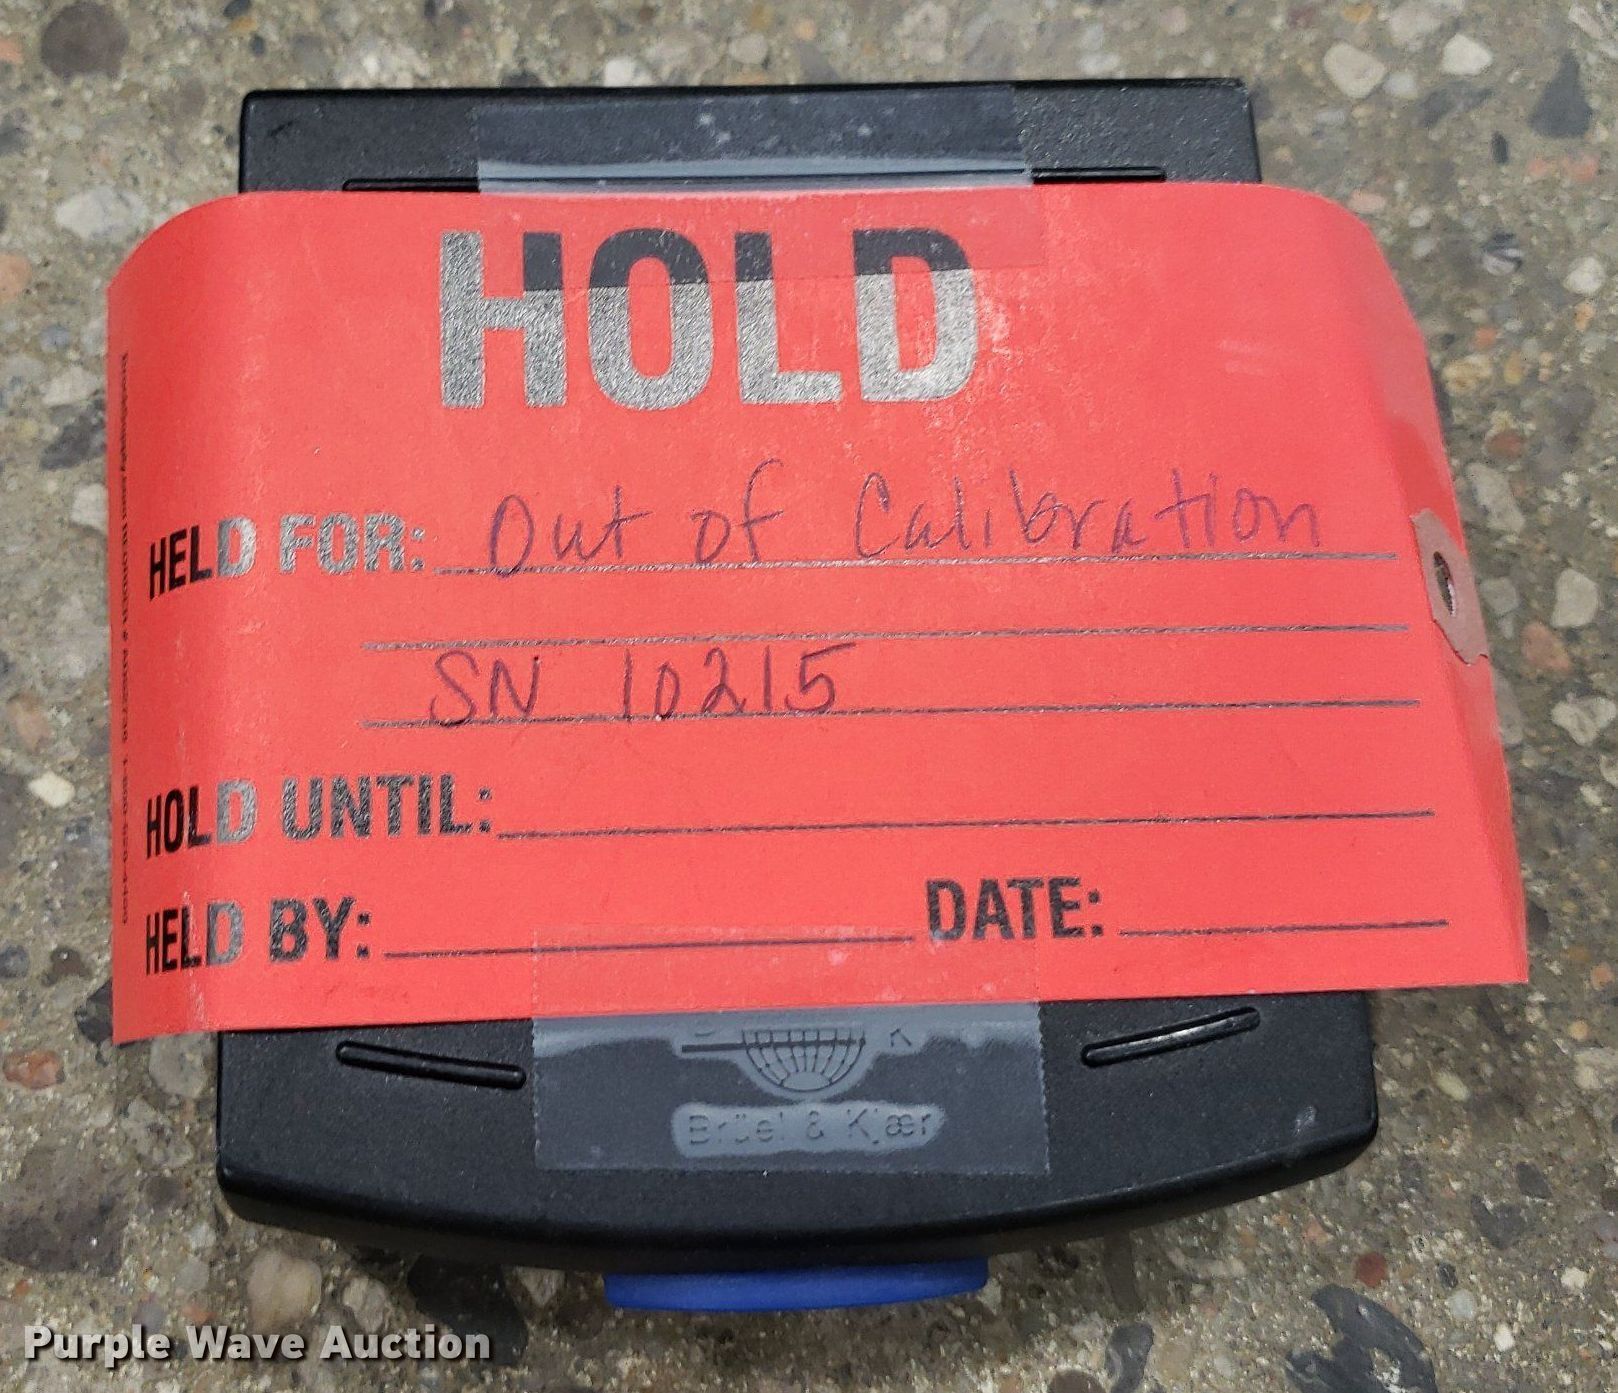 HOLD
HELD FOR: Out of Calibration
SN 10215
HOLD UNTIL:
HELD BY: DATE:
K
Brüel & Kjær
Purple Wave Auction